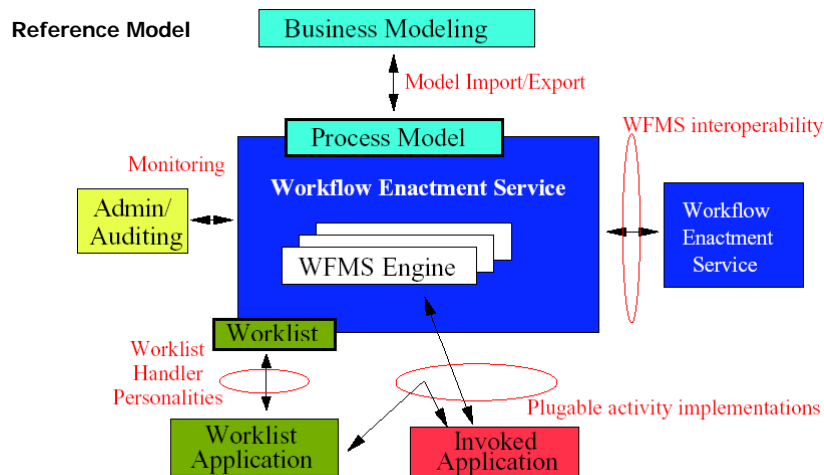 Reference Model
Business Modeling
Model Import/Export
Process Model
WFMS interoperability
Monitoring
Workflow Enactment Service
Admin/
Auditing
Workflow
Enactment
Service
WFMS Engine
Worklist
Worklist
Handler
Personalities
Plugable activity implementations
Worklist
Application
Invoked
Application